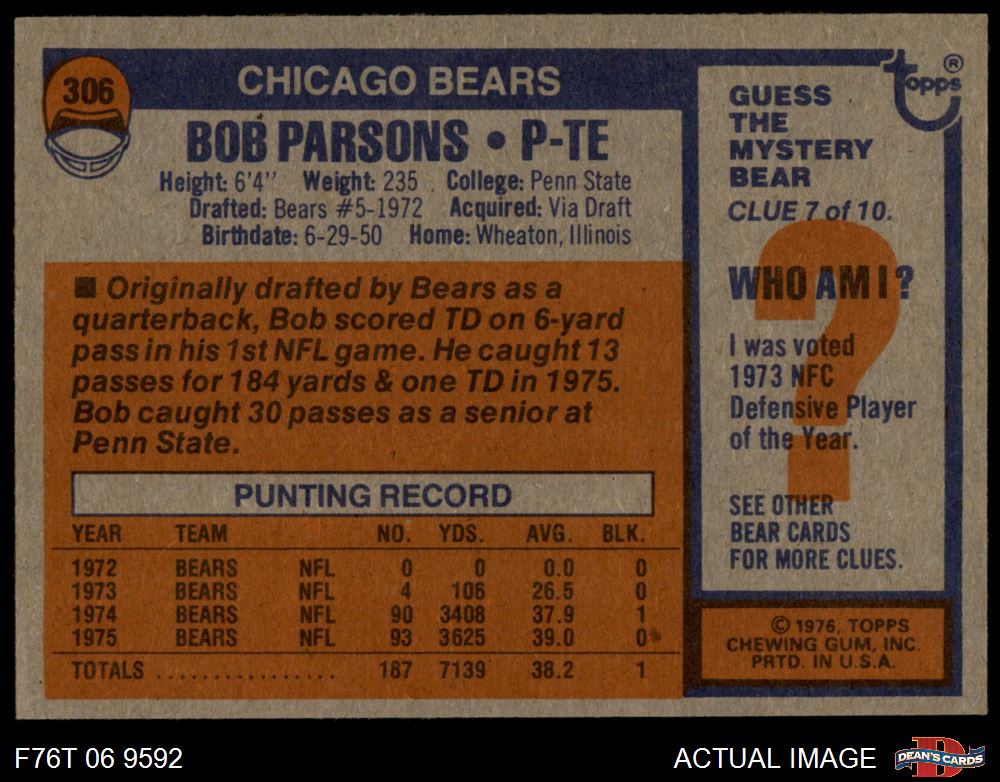 306
CHICAGO BEARS
BOB PARSONS • P-TE
Height: 6'4" Weight: 235 College: Penn State
Drafted: Bears #5-1972 Acquired: Via Draft
Birthdate: 6-29-50 Home: Wheaton, Illinois
■ Originally drafted by Bears as a
quarterback, Bob scored TD on 6-yard
pass in his 1st NFL game. He caught 13
passes for 184 yards & one TD in 1975.
Bob caught 30 passes as a senior at
Penn State.
PUNTING RECORD
YEAR TEAM NO. YDS. AVG. BLK.
1972 BEARS NFL 0 0 0.0 0
1973 BEARS NFL 4 106 26.5 0
1974 BEARS NFL 90 3408 37.9 1
1975 BEARS NFL 93 3625 39.0 0
TOTALS ................ 187 7139 38.2 1
topps ®
GUESS
THE
MYSTERY
BEAR
CLUE 7 of 10.
WHO AM I?
I was voted
1973 NFC
Defensive Player
of the Year.
SEE OTHER
BEAR CARDS
FOR MORE CLUES.
© 1976, TOPPS
CHEWING GUM, INC.
PRTD. IN U.S.A.
F76T 06 9592
ACTUAL IMAGE
D
DEAN'S CARDS